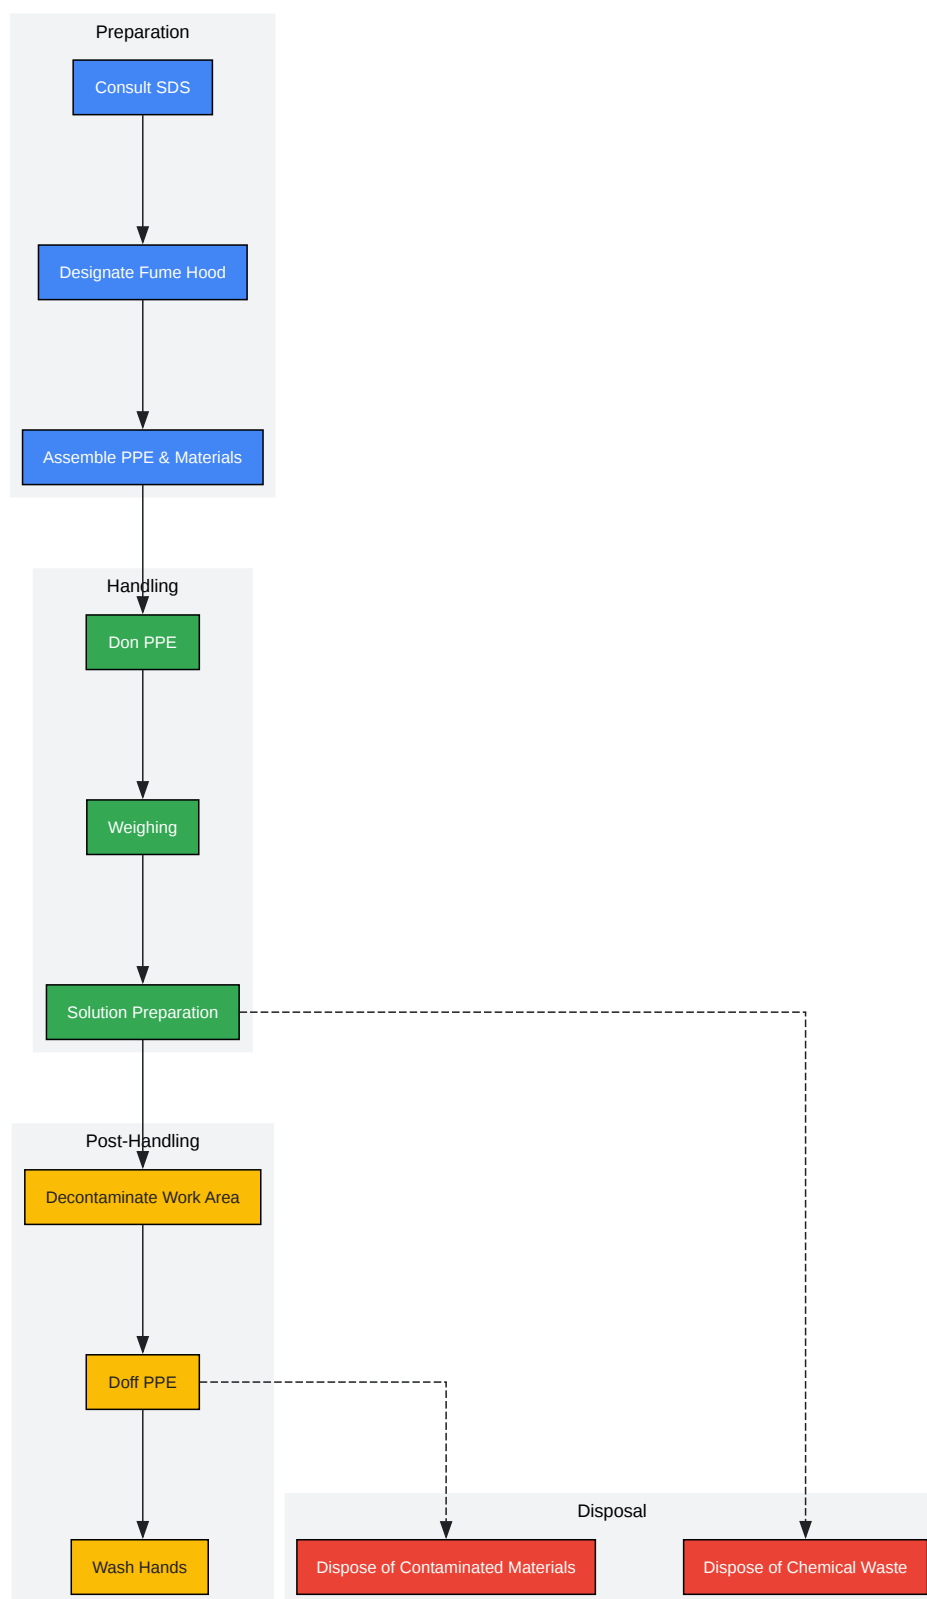 Preparation
Consult SDS
Designate Fume Hood
Assemble PPE & Materials
Handling
Don PPE
Weighing
Solution Preparation
Post-Handling
Decontaminate Work Area
Doff PPE
Wash Hands
Disposal
Dispose of Contaminated Materials
Dispose of Chemical Waste